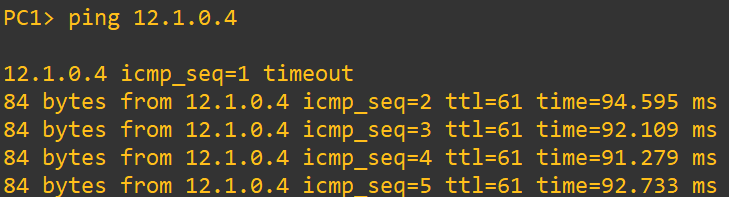 PC1> ping 12.1.0.4
12.1.0.4 icmp_seq=1 timeout
84 bytes from 12.1.0.4 icmp_seq=2 ttl=61 time=94.595 ms
84 bytes from 12.1.0.4 icmp_seq=3 ttl=61 time=92.109 ms
84 bytes from 12.1.0.4 icmp_seq=4 ttl=61 time=91.279 ms
84 bytes from 12.1.0.4 icmp_seq=5 ttl=61 time=92.733 ms